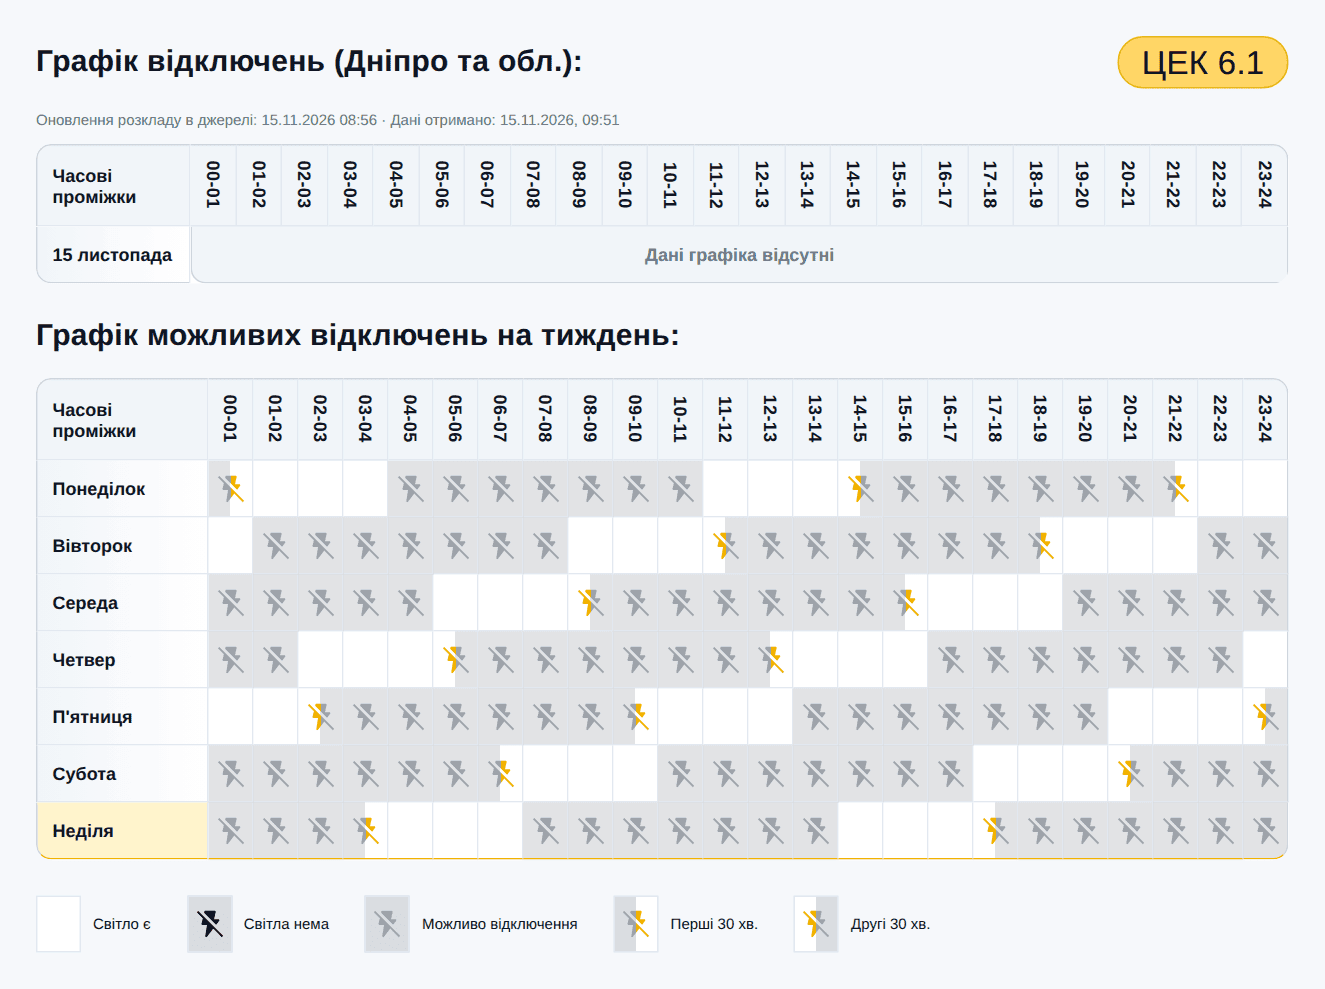 Графік відключень (Дніпро та обл.):
ЦЕК 6.1
Оновлення розкладу в джерелі: 15.11.2026 08:56 · Дані отримано: 15.11.2026, 09:51
Часові проміжки 00-01 01-02 02-03 03-04 04-05 05-06 06-07 07-08 08-09 09-10 10-11 11-12 12-13 13-14 14-15 15-16 16-17 17-18 18-19 19-20 20-21 21-22 22-23 23-24
15 листопада Дані графіка відсутні
Графік можливих відключень на тиждень:
Часові проміжки 00-01 01-02 02-03 03-04 04-05 05-06 06-07 07-08 08-09 09-10 10-11 11-12 12-13 13-14 14-15 15-16 16-17 17-18 18-19 19-20 20-21 21-22 22-23 23-24
Понеділок
Вівторок
Середа
Четвер
П'ятниця
Субота
Неділя
Світло є Світла нема Можливо відключення Перші 30 хв. Другі 30 хв.